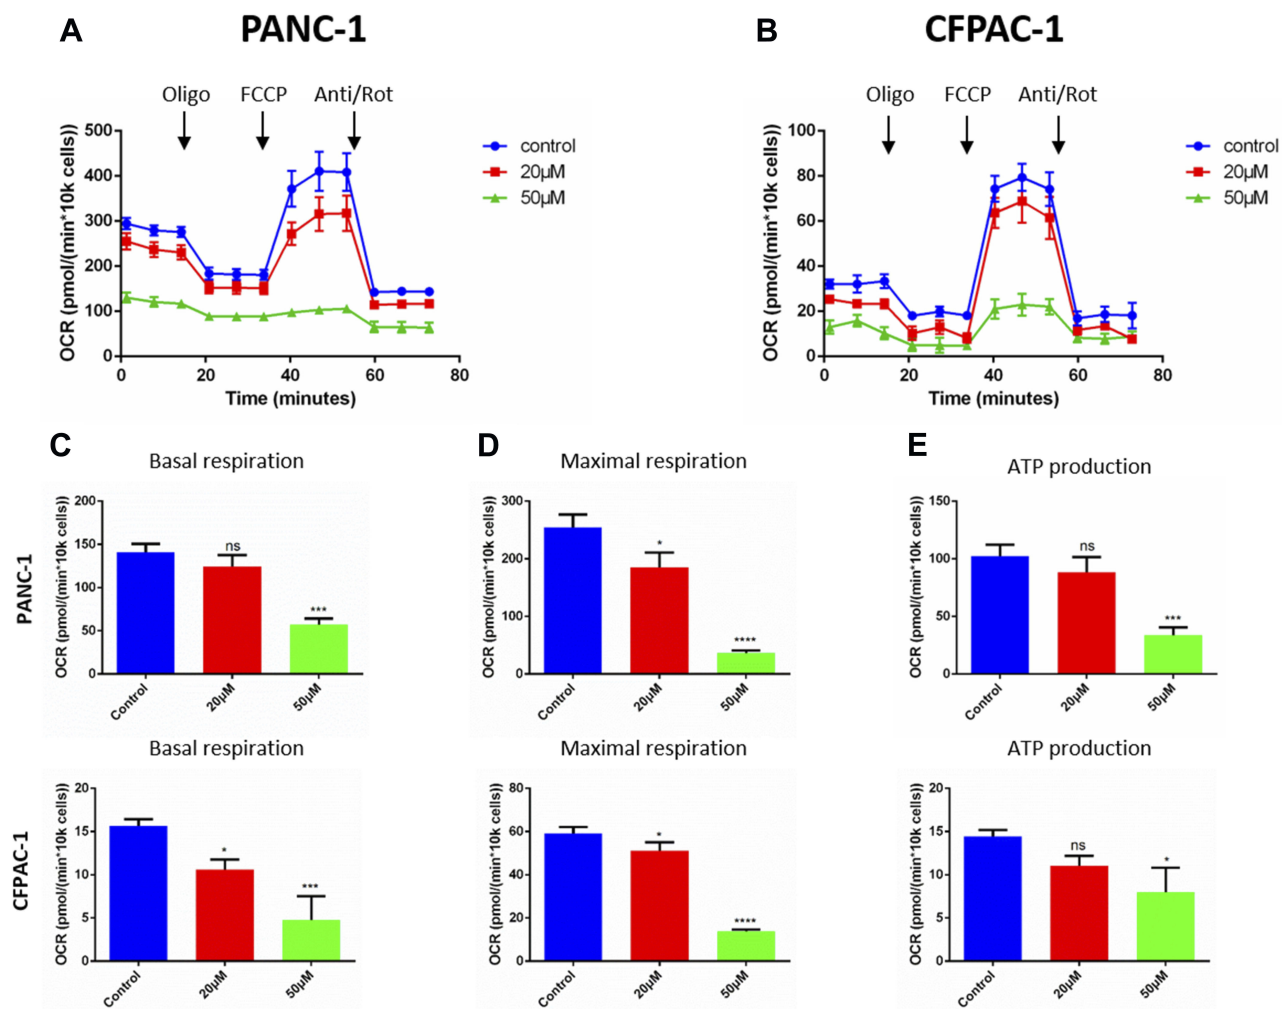 A PANC-1
B CFPAC-1
Oligo FCCP Anti/Rot
OCR (pmol/(min*10k cells))
500
400
300
200
100
0
0 20 40 60 80
Time (minutes)
control
20µM
50µM
Oligo FCCP Anti/Rot
OCR (pmol/(min*10k cells))
100
80
60
40
20
0
0 20 40 60 80
Time (minutes)
control
20µM
50µM
C
Basal respiration
PANC-1
OCR (pmol/(min*10k cells))
200
150
100
50
0
ns
***
Control 20µM 50µM
D
Maximal respiration
OCR (pmol/(min*10k cells))
300
200
100
0
*
****
Control 20µM 50µM
E
ATP production
OCR (pmol/(min*10k cells))
150
100
50
0
ns
***
Control 20µM 50µM
Basal respiration
CFPAC-1
OCR (pmol/(min*10k cells))
20
15
10
5
0
*
***
Control 20µM 50µM
Maximal respiration
OCR (pmol/(min*10k cells))
80
60
40
20
0
*
****
Control 20µM 50µM
ATP production
OCR (pmol/(min*10k cells))
20
15
10
5
0
ns
*
Control 20µM 50µM